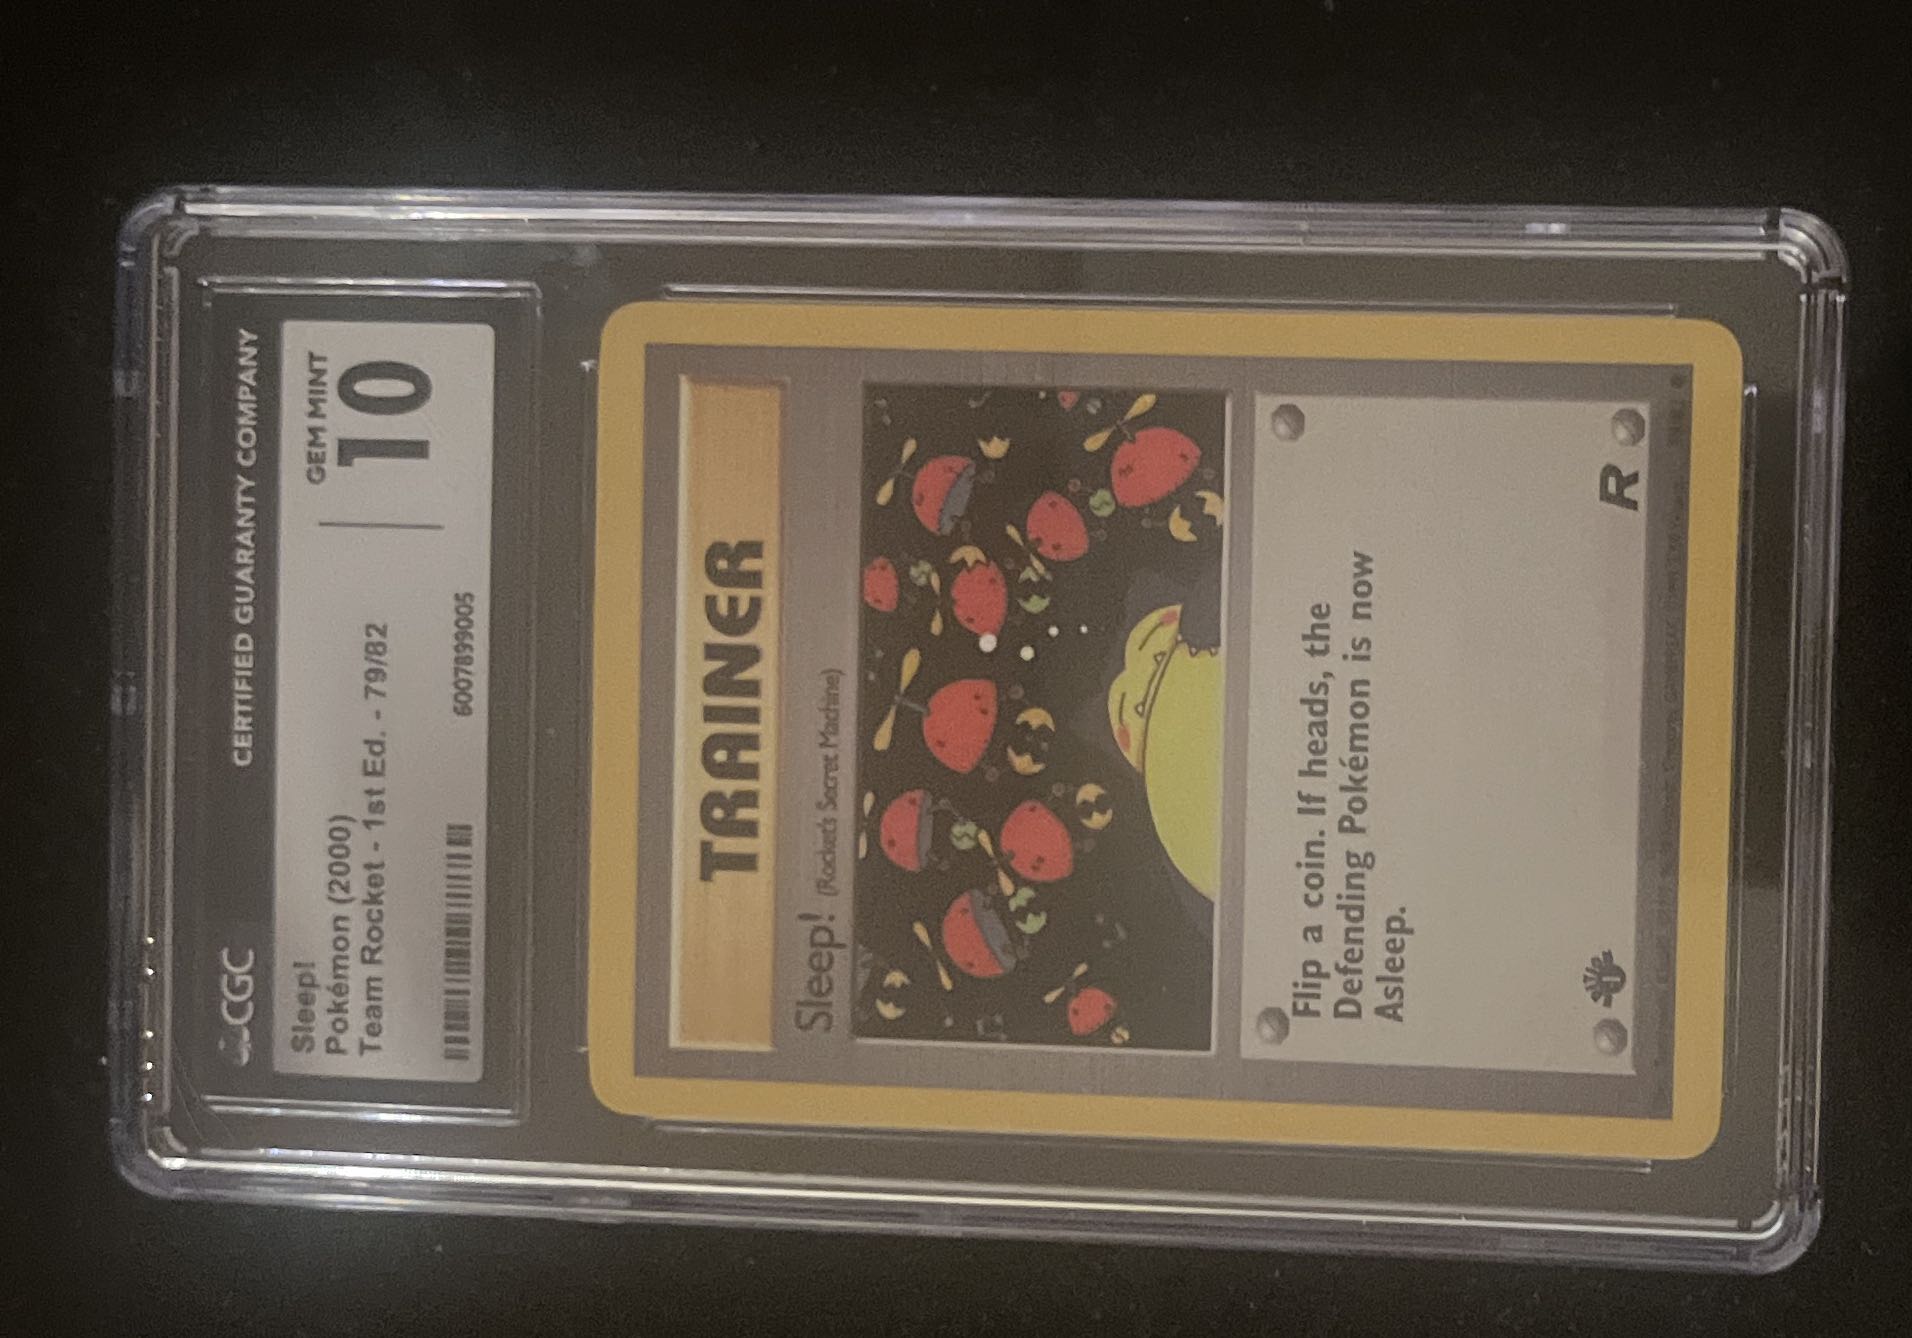 CGC CERTIFIED GUARANTY COMPANY
Sleep!
Pokémon (2000)
Team Rocket - 1st Ed. - 79/82
6007899005
GEM MINT
10
TRAINER
Sleep! (Rocket's Secret Machine)
Flip a coin. If heads, the
Defending Pokémon is now
Asleep.
1
R